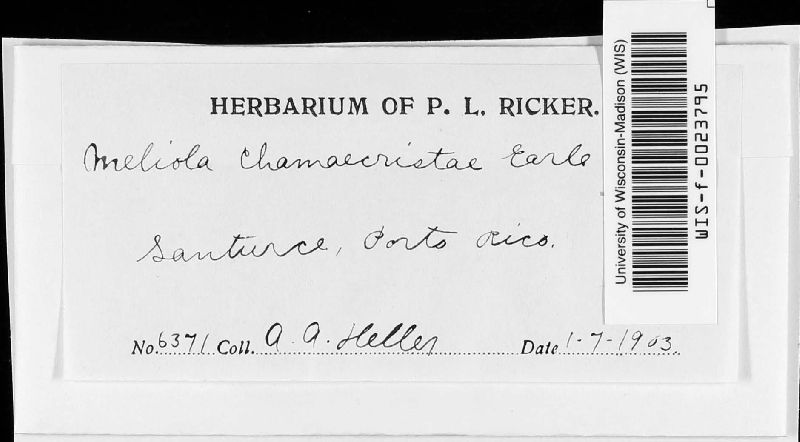 HERBARIUM OF P. L. RICKER.
Meliola Chamaecristae Earle
Santurce, Porto Rico.
No. 6371 Coll. A. A. Heller Date 1-7-1903.
University of Wisconsin-Madison (WIS)
WIS-f-0023795